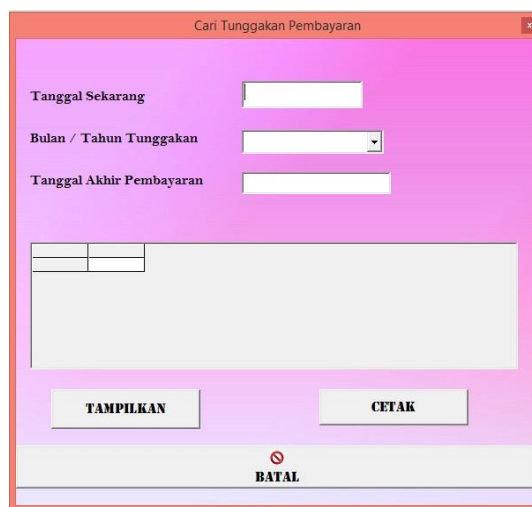 Cari Tunggakan Pembayaran
x
Tanggal Sekarang
Bulan / Tahun Tunggakan
Tanggal Akhir Pembayaran
TAMPILKAN
CETAK
BATAL